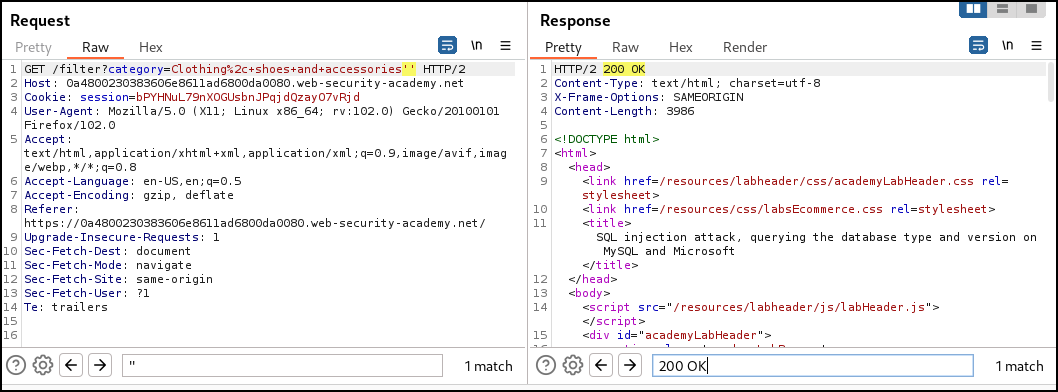 Request
Pretty Raw Hex
\n
1 GET /filter?category=Clothing%2c+shoes+and+accessories'' HTTP/2
2 Host: 0a4800230383606e8611ad6800da0080.web-security-academy.net
3 Cookie: session=bPYHNuL79nXOGUsbnJPqjdQzayO7vRjd
4 User-Agent: Mozilla/5.0 (X11; Linux x86_64; rv:102.0) Gecko/20100101
Firefox/102.0
5 Accept:
text/html,application/xhtml+xml,application/xml;q=0.9,image/avif,imag
e/webp,*/*;q=0.8
6 Accept-Language: en-US,en;q=0.5
7 Accept-Encoding: gzip, deflate
8 Referer:
https://0a4800230383606e8611ad6800da0080.web-security-academy.net/
9 Upgrade-Insecure-Requests: 1
10 Sec-Fetch-Dest: document
11 Sec-Fetch-Mode: navigate
12 Sec-Fetch-Site: same-origin
13 Sec-Fetch-User: ?1
14 Te: trailers
15
16
''
1 match
Response
Pretty Raw Hex Render
\n
1 HTTP/2 200 OK
2 Content-Type: text/html; charset=utf-8
3 X-Frame-Options: SAMEORIGIN
4 Content-Length: 3986
5
6 <!DOCTYPE html>
7 <html>
8 <head>
9 <link href=/resources/labheader/css/academyLabHeader.css rel=
stylesheet>
10 <link href=/resources/css/labsEcommerce.css rel=stylesheet>
11 <title>
SQL injection attack, querying the database type and version on
MySQL and Microsoft
</title>
12 </head>
13 <body>
14 <script src="/resources/labheader/js/labHeader.js">
</script>
15 <div id="academyLabHeader">
200 OK
1 match